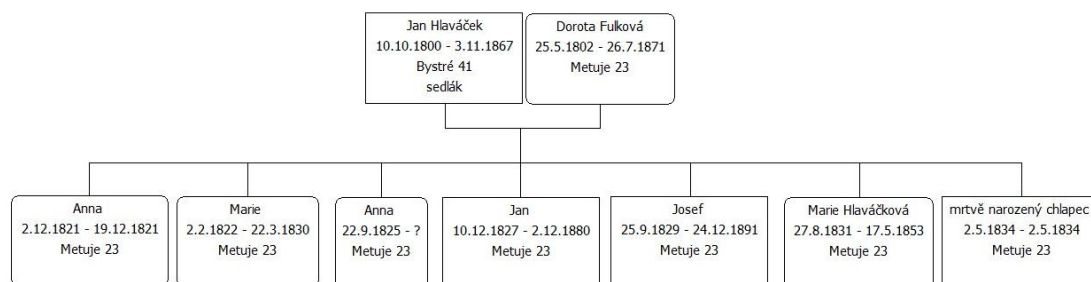 Jan Hlaváček
10.10.1800 - 3.11.1867
Bystré 41
sedlák
Dorota Fulková
25.5.1802 - 26.7.1871
Metuje 23
Anna
2.12.1821 - 19.12.1821
Metuje 23
Marie
2.2.1822 - 22.3.1830
Metuje 23
Anna
22.9.1825 - ?
Metuje 23
Jan
10.12.1827 - 2.12.1880
Metuje 23
Josef
25.9.1829 - 24.12.1891
Metuje 23
Marie Hlaváčková
27.8.1831 - 17.5.1853
Metuje 23
mrtvě narozený chlapec
2.5.1834 - 2.5.1834
Metuje 23